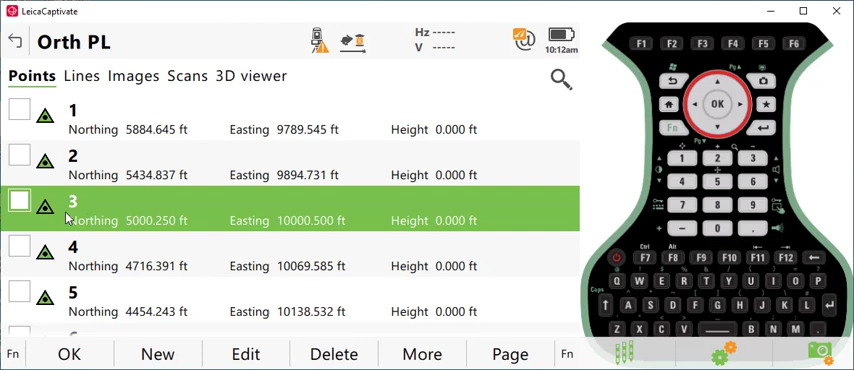 LeicaCaptivate
Orth PL
Hz -----
V -----
10:12am
Points Lines Images Scans 3D viewer
1
Northing 5884.645 ft Easting 9789.545 ft Height 0.000 ft
2
Northing 5434.837 ft Easting 9894.731 ft Height 0.000 ft
3
Northing 5000.250 ft Easting 10000.500 ft Height 0.000 ft
4
Northing 4716.391 ft Easting 10069.585 ft Height 0.000 ft
5
Northing 4454.243 ft Easting 10138.532 ft Height 0.000 ft
Fn OK New Edit Delete More Page Fn
F1 F2 F3 F4 F5 F6
Pg▲
OK
Fn
Pg▼
1 2 3
4 5 6
7 8 9
- 0 .
Ctrl Alt
F7 F8 F9 F10 F11 F12
Q W E R T Y U I O P
Caps
A S D F G H J K L
Z X C V B N M